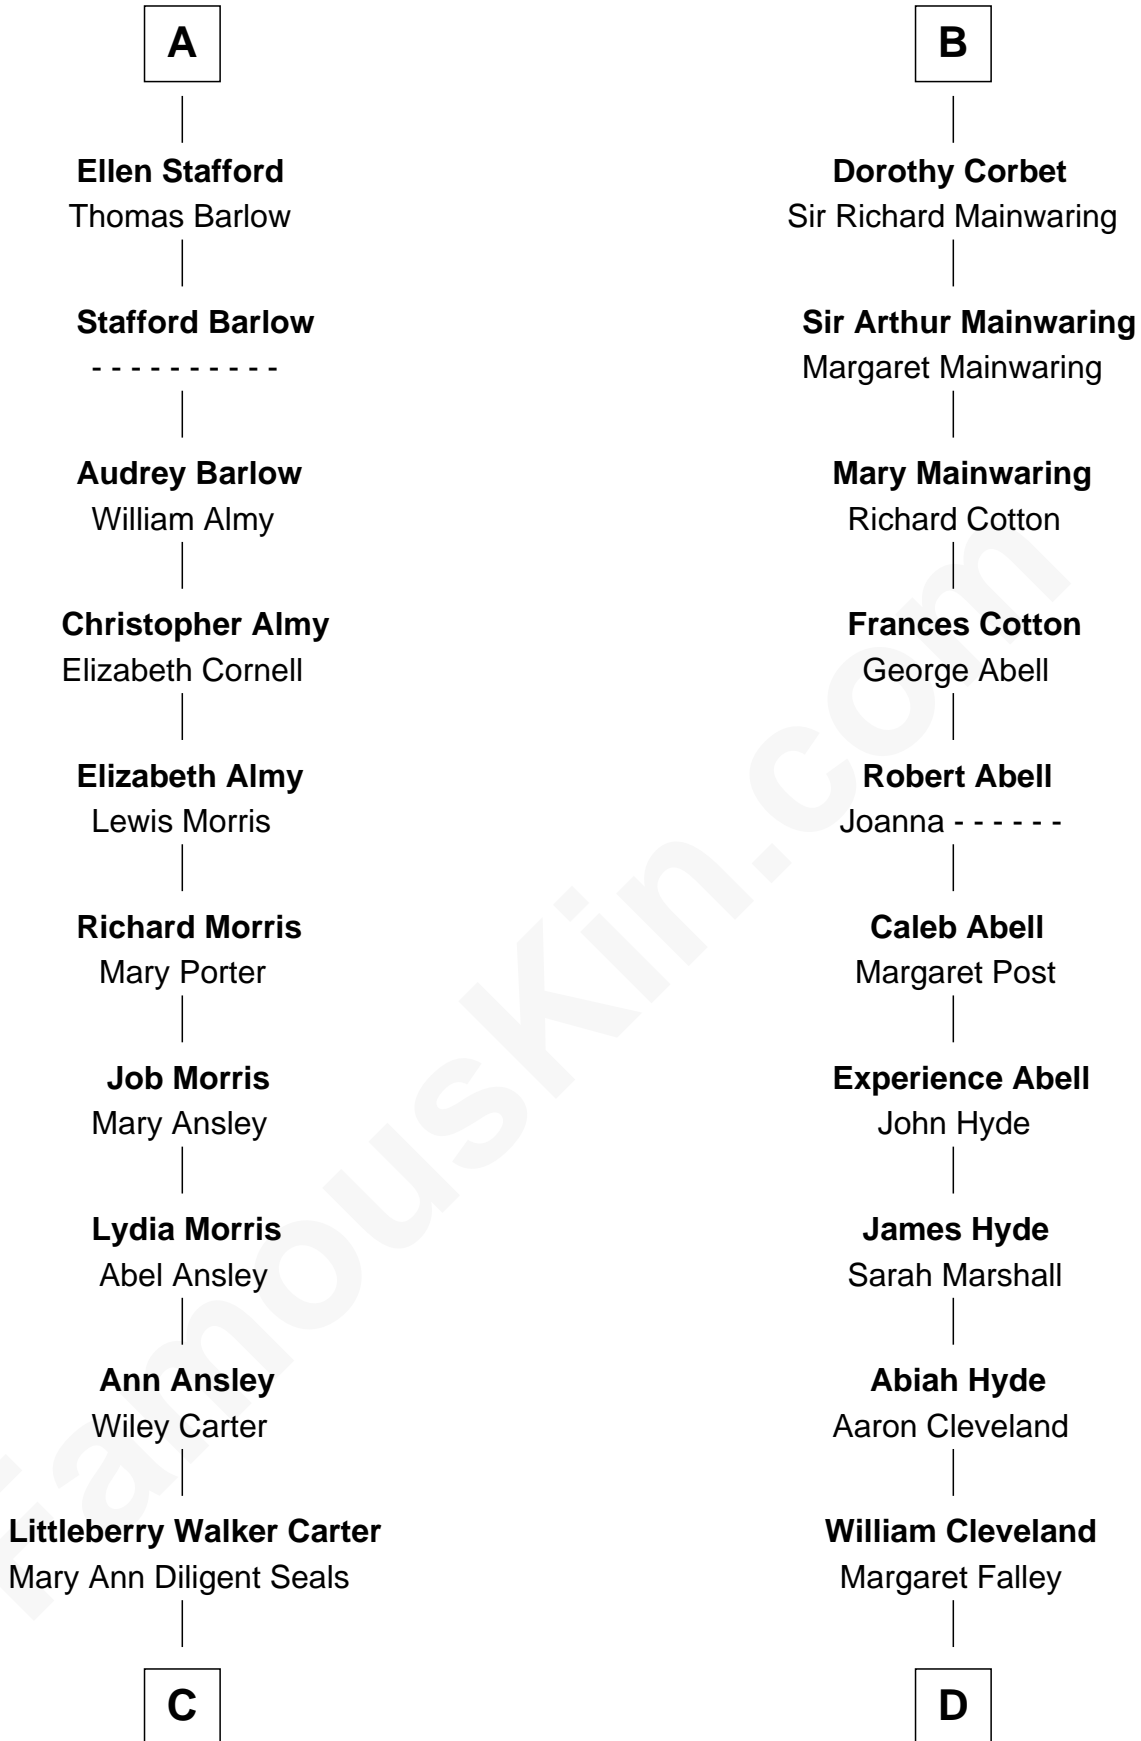 A
Ellen Stafford
Thomas Barlow
Stafford Barlow
- - - - - - - - - -
Audrey Barlow
William Almy
Christopher Almy
Elizabeth Cornell
Elizabeth Almy
Lewis Morris
Richard Morris
Mary Porter
Job Morris
Mary Ansley
Lydia Morris
Abel Ansley
Ann Ansley
Wiley Carter
Littleberry Walker Carter
Mary Ann Diligent Seals
C
B
Dorothy Corbet
Sir Richard Mainwaring
Sir Arthur Mainwaring
Margaret Mainwaring
Mary Mainwaring
Richard Cotton
Frances Cotton
George Abell
Robert Abell
Joanna - - - - - -
Caleb Abell
Margaret Post
Experience Abell
John Hyde
James Hyde
Sarah Marshall
Abiah Hyde
Aaron Cleveland
William Cleveland
Margaret Falley
D
FamousKin.com